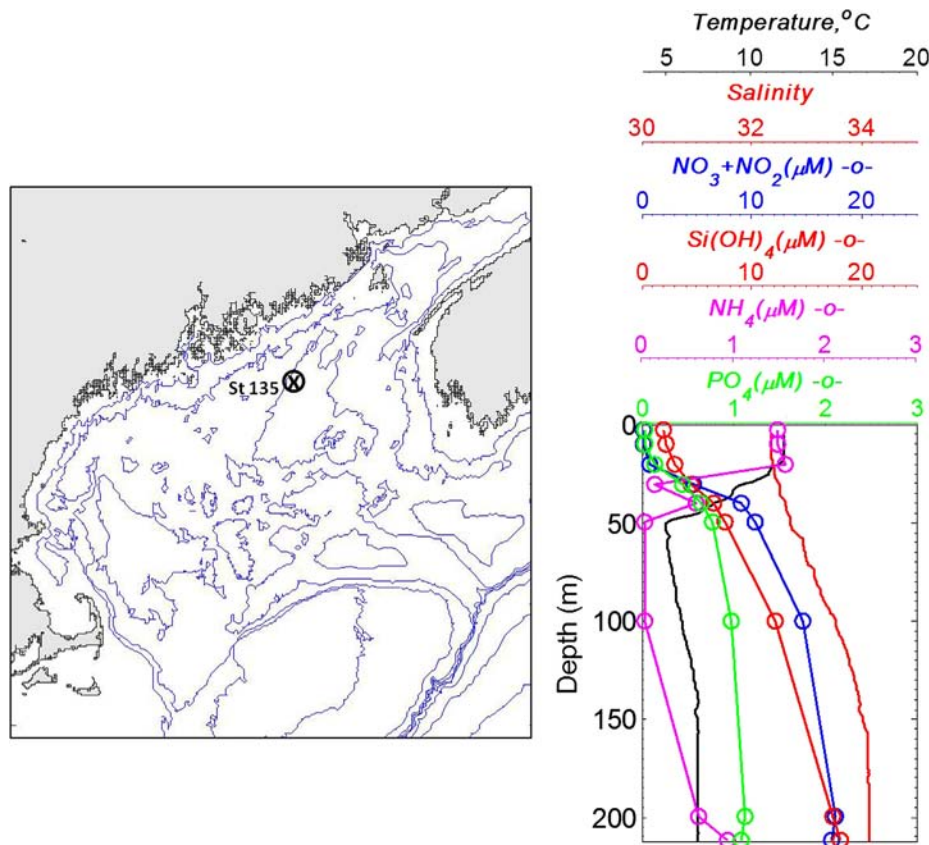 St 135
Temperature,°C
5 10 15 20
Salinity
30 32 34
NO3+NO2(μM) -o-
0 10 20
Si(OH)4(μM) -o-
0 10 20
NH4(μM) -o-
0 1 2 3
PO4(μM) -o-
0 1 2 3
0
50
100
150
200
Depth (m)